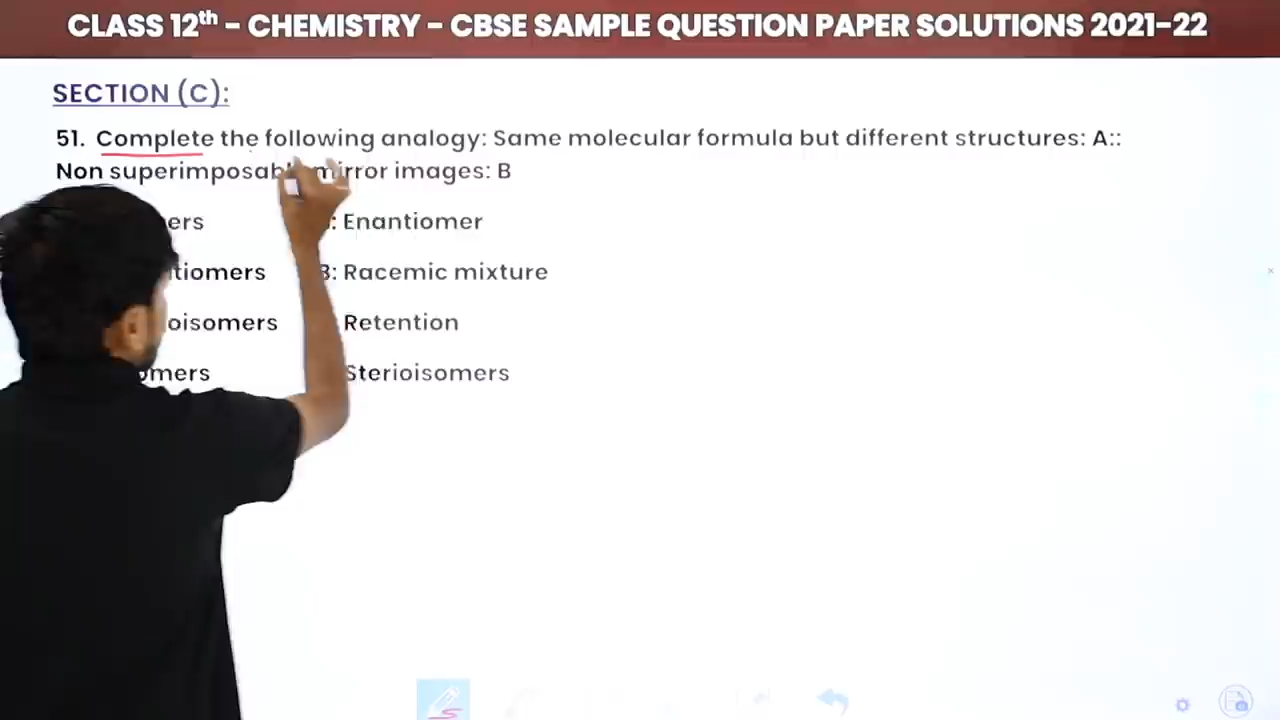 CLASS 12th - CHEMISTRY - CBSE SAMPLE QUESTION PAPER SOLUTIONS 2021-22
SECTION (C):
51. Complete the following analogy: Same molecular formula but different structures: A::
Non superimposab mirror images: B
ers : Enantiomer
tiomers B: Racemic mixture
oisomers Retention
omers Sterioisomers